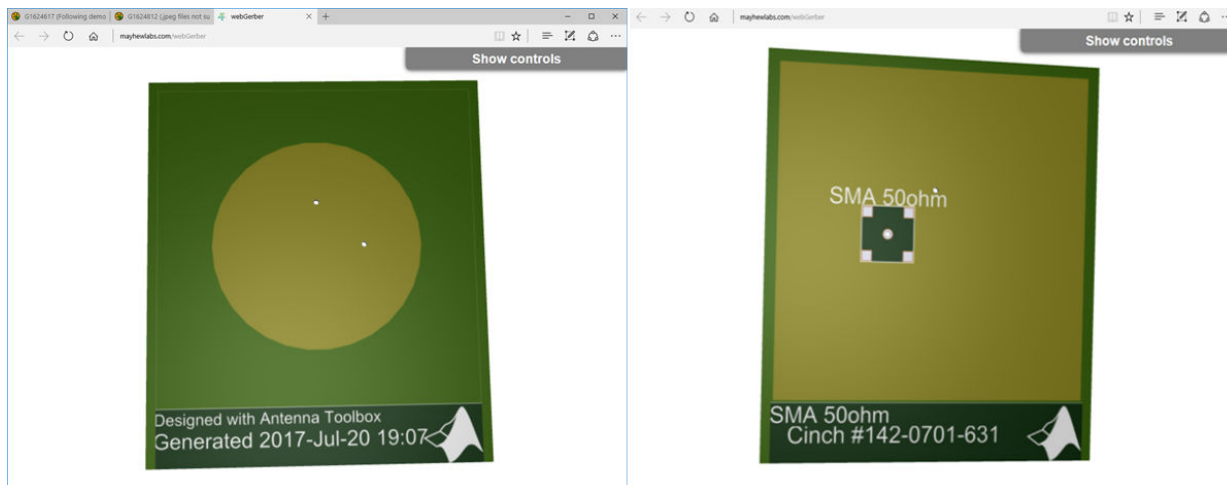 G1624617 (Following demo
G1624612 (.jpeg files not su
webGerber
mayhewlabs.com/webGerber
Show controls
Designed with Antenna Toolbox
Generated 2017-Jul-20 19:07
mayhewlabs.com/webGerber
Show controls
SMA 50ohm
SMA 50ohm
Cinch #142-0701-631